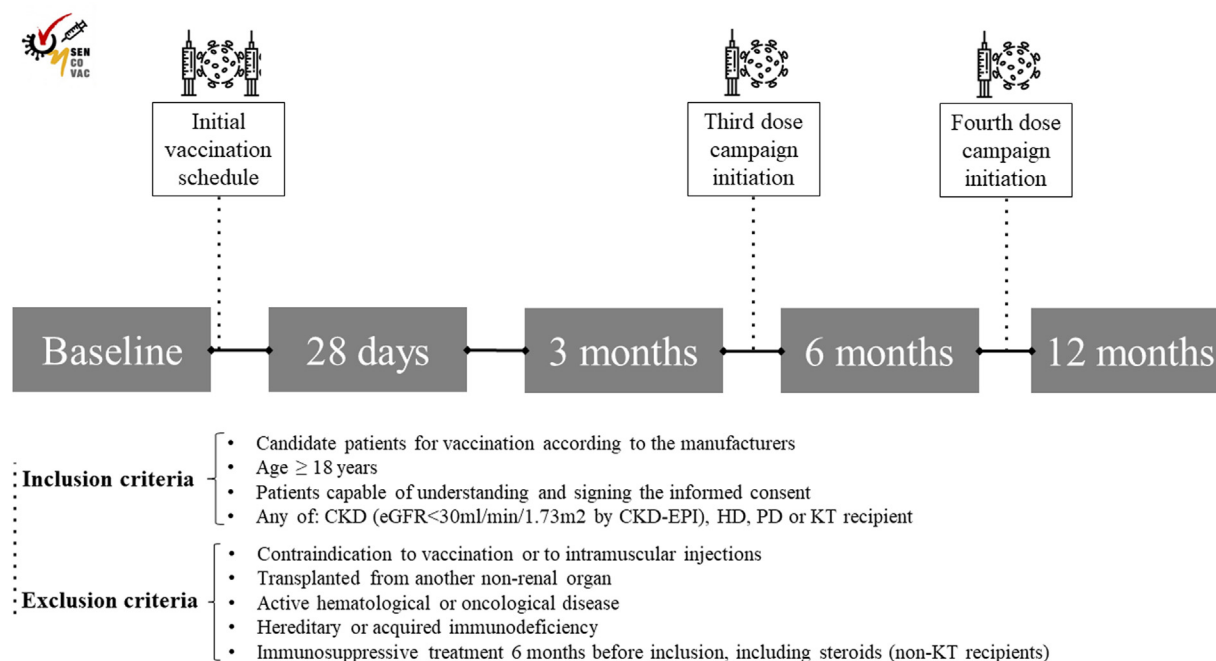 SEN
CO
VAC
Initial
vaccination
schedule
Third dose
campaign
initiation
Fourth dose
campaign
initiation
Baseline
28 days
3 months
6 months
12 months
Inclusion criteria
• Candidate patients for vaccination according to the manufacturers
• Age ≥ 18 years
• Patients capable of understanding and signing the informed consent
• Any of: CKD (eGFR<30ml/min/1.73m2 by CKD-EPI), HD, PD or KT recipient
Exclusion criteria
• Contraindication to vaccination or to intramuscular injections
• Transplanted from another non-renal organ
• Active hematological or oncological disease
• Hereditary or acquired immunodeficiency
• Immunosuppressive treatment 6 months before inclusion, including steroids (non-KT recipients)